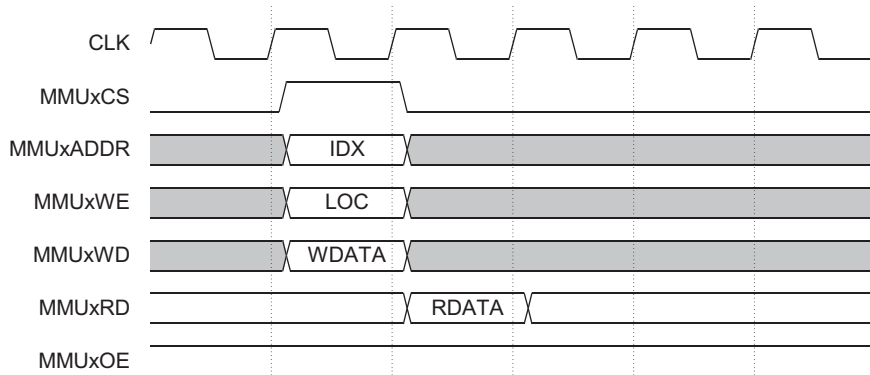 CLK
MMUxCS
MMUxADDR IDX
MMUxWE LOC
MMUxWD WDATA
MMUxRD RDATA
MMUxOE